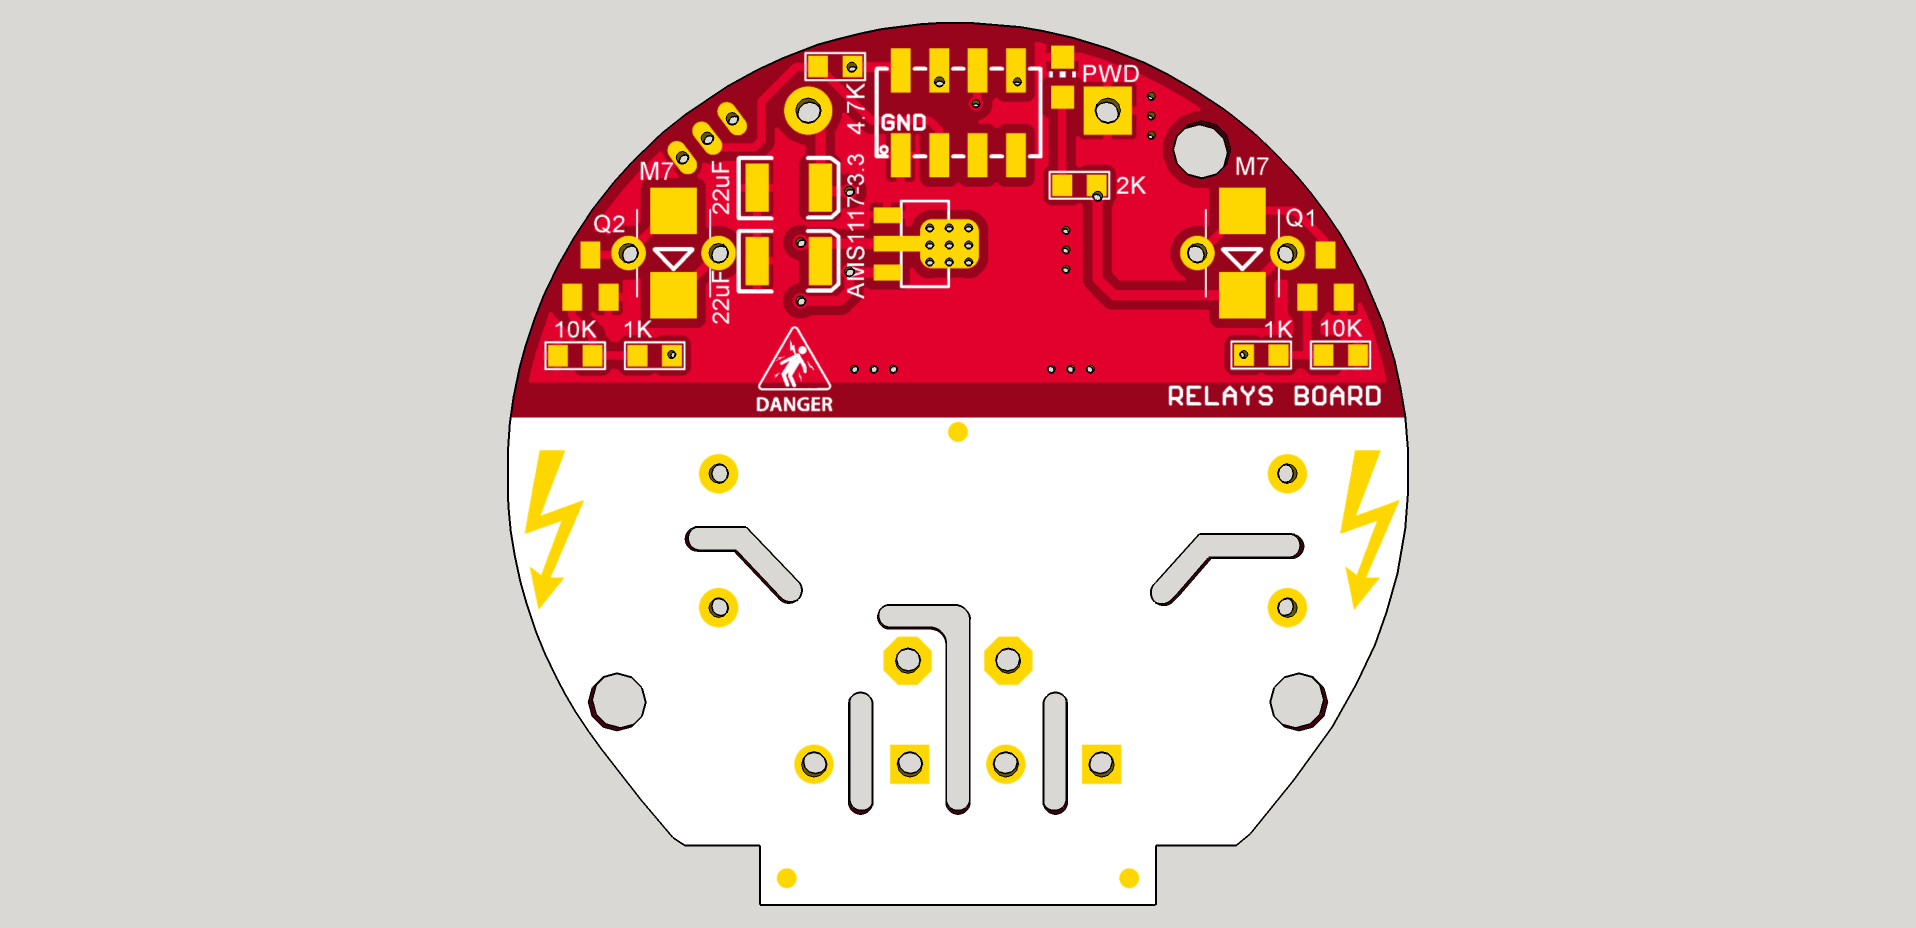 PWD
4.7K
GND
M7
22uF
AMS1117-3.3
2K
M7
Q2
Q1
22uF
10K
1K
1K
10K
DANGER
RELAYS BOARD